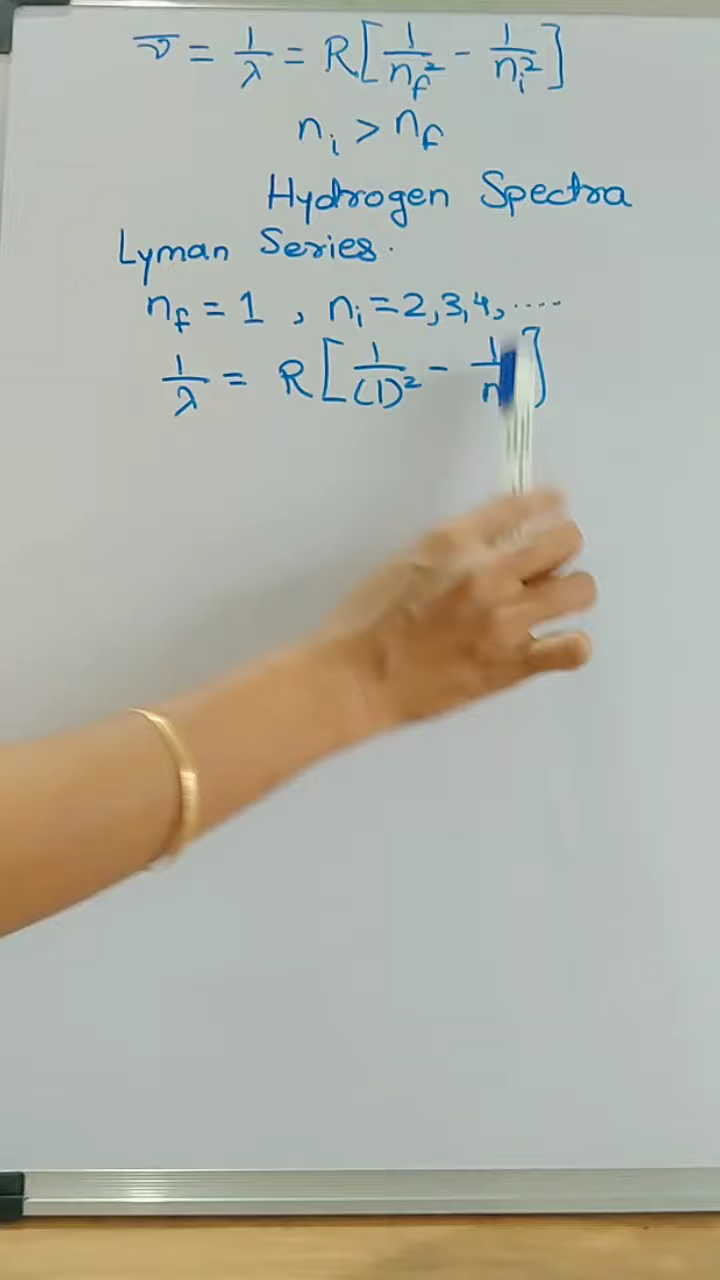 ν̅ = 1/λ = R[1/n_f² - 1/n_i²]
n_i > n_f
Hydrogen Spectra
Lyman Series.
n_f = 1 , n_i = 2,3,4, ....
1/λ = R[1/(1)² - 1/n ]